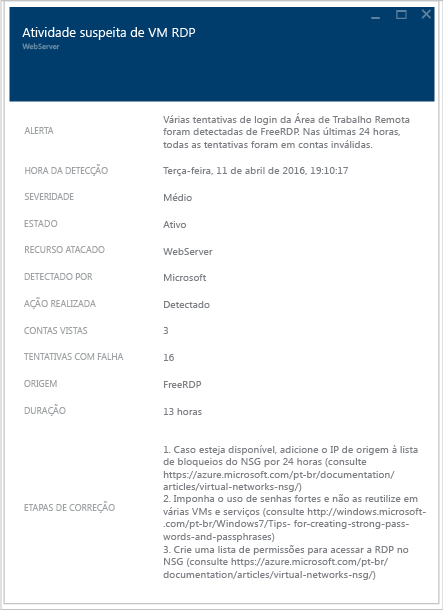 Atividade suspeita de VM RDP
WebServer
ALERTA
Várias tentativas de login da Área de Trabalho Remota
foram detectadas de FreeRDP. Nas últimas 24 horas,
todas as tentativas foram em contas inválidas.
HORA DA DETECÇÃO Terça-feira, 11 de abril de 2016, 19:10:17
SEVERIDADE Médio
ESTADO Ativo
RECURSO ATACADO WebServer
DETECTADO POR Microsoft
AÇÃO REALIZADA Detectado
CONTAS VISTAS 3
TENTATIVAS COM FALHA 16
ORIGEM FreeRDP
DURAÇÃO 13 horas
ETAPAS DE CORREÇÃO
1. Caso esteja disponível, adicione o IP de origem à lista
de bloqueios do NSG por 24 horas (consulte
https://azure.microsoft.com/pt-br/documentation/
articles/virtual-networks-nsg/)
2. Imponha o uso de senhas fortes e não as reutilize em
várias VMs e serviços (consulte http://windows.microsoft-
.com/pt-br/Windows7/Tips- for-creating-strong-pass-
words-and-passphrases)
3. Crie uma lista de permissões para acessar a RDP no
NSG (consulte https://azure.microsoft.com/pt-br/
documentation/articles/virtual-networks-nsg/)